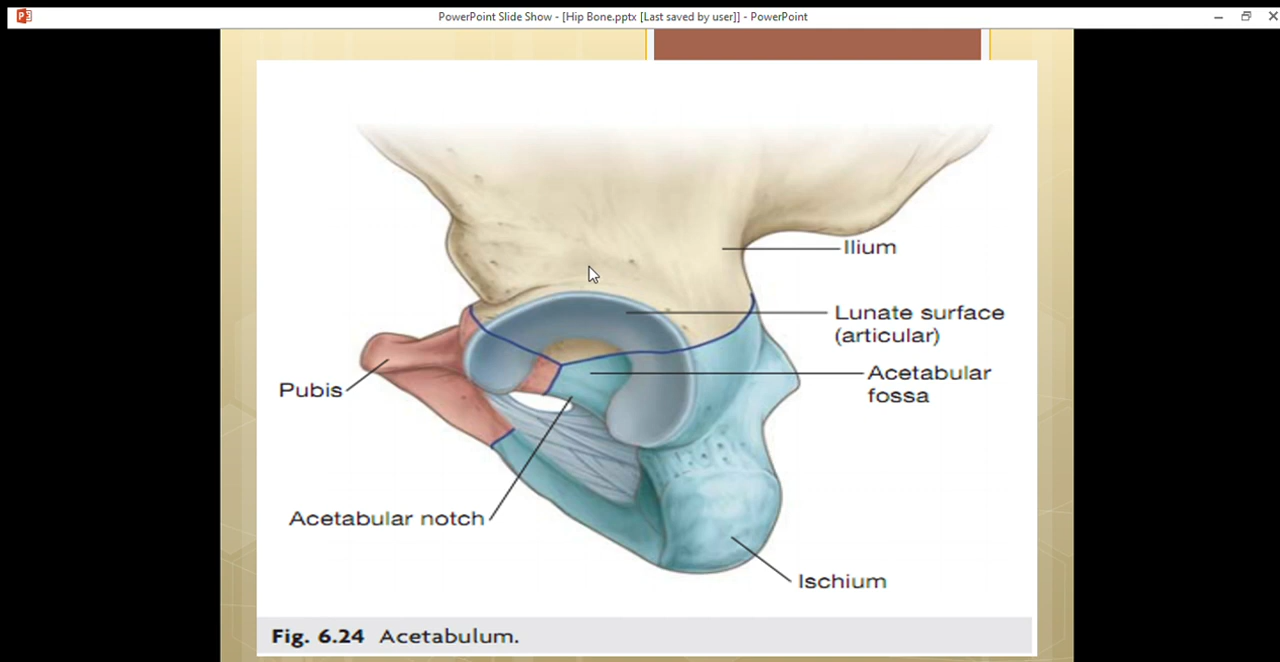 PowerPoint Slide Show - [Hip Bone.pptx [Last saved by user]] - PowerPoint
Ilium
Lunate surface
(articular)
Acetabular
fossa
Pubis
Acetabular notch
Ischium
Fig. 6.24 Acetabulum.